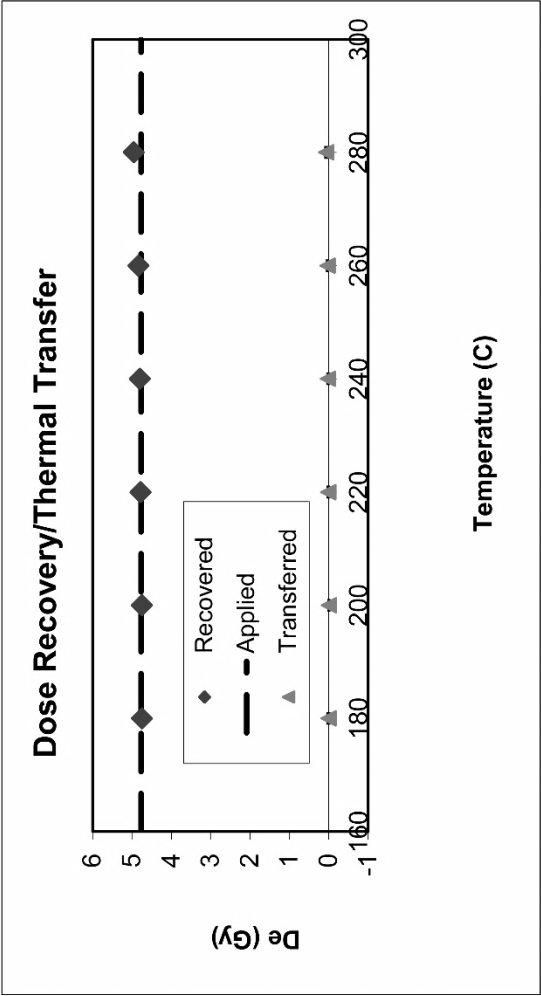 Dose Recovery/Thermal Transfer
6
5
4
3
2
1
0
-1
160
180
200
220
240
260
280
300
Recovered
Applied
Transferred
De (Gy)
Temperature (C)